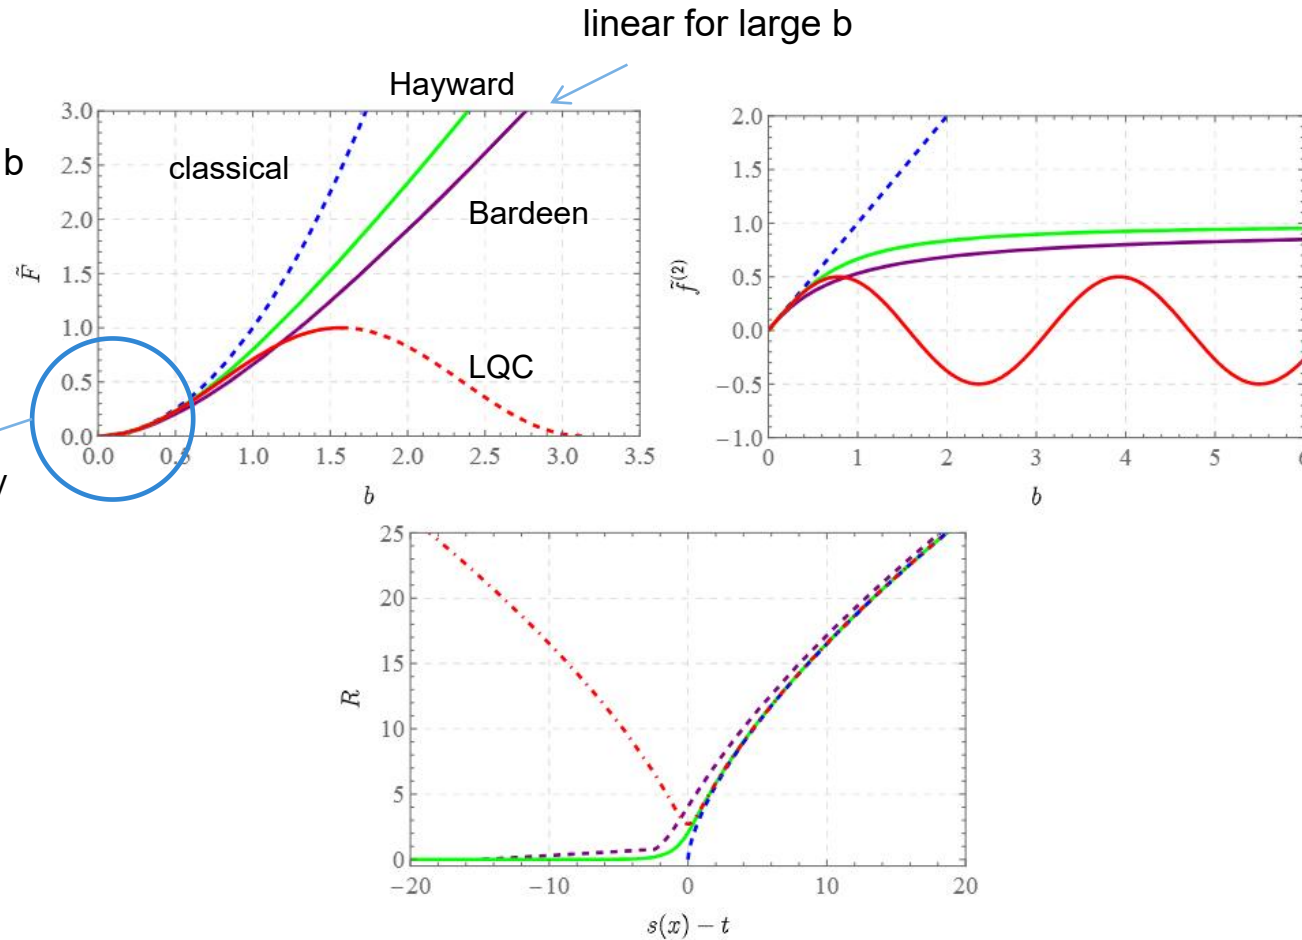 linear for large b
Hayward
b
classical
Bardeen
LQC
y
3.0
2.5
2.0
1.5
1.0
0.5
0.0
F̃
0.0 0.5 1.0 1.5 2.0 2.5 3.0 3.5
b
2.0
1.5
1.0
0.5
0.0
−0.5
−1.0
f̃(2)
0 1 2 3 4 5 6
b
25
20
15
10
5
0
R
−20 −10 0 10 20
s(x) − t